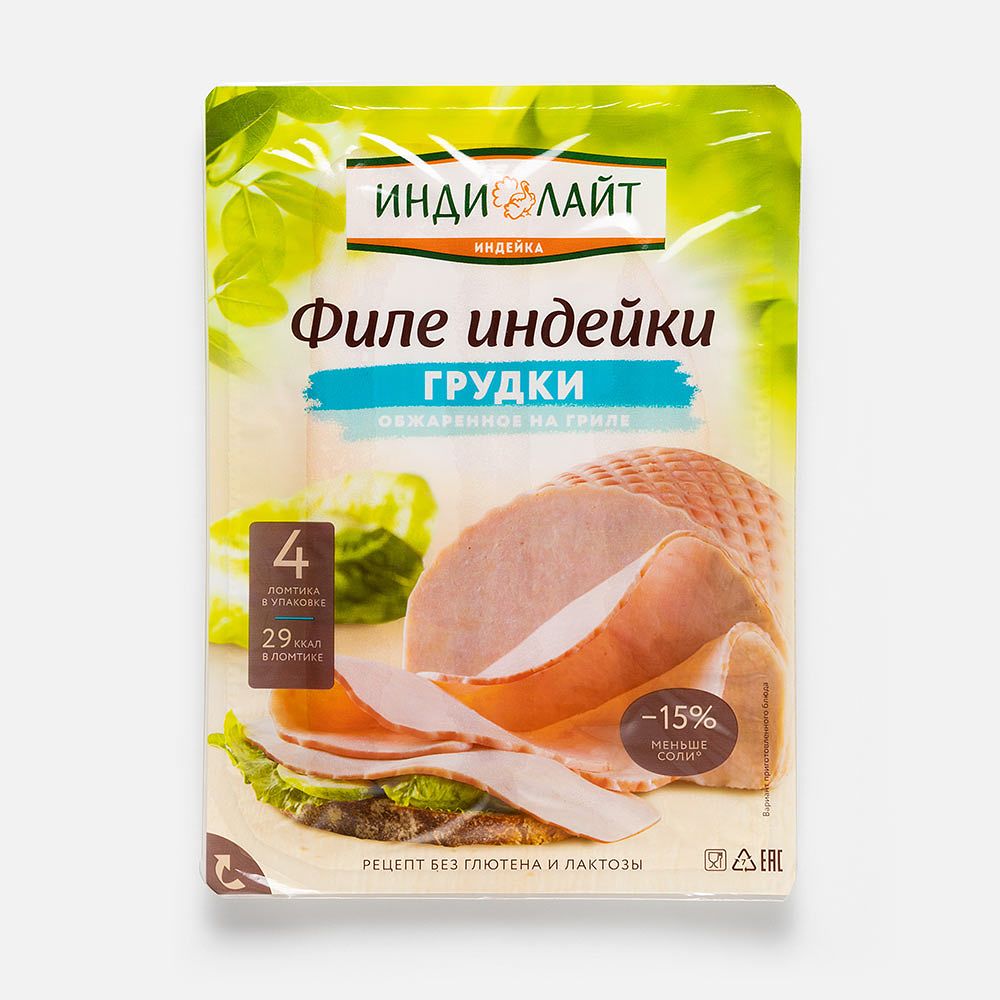 ИНДИ ЛАЙТ
ИНДЕЙКА
Филе индейки
ГРУДКИ
ОБЖАРЕННОЕ НА ГРИЛЕ
4
ЛОМТИКА
В УПАКОВКЕ
29 ККАЛ
В ЛОМТИКЕ
-15%
МЕНЬШЕ
СОЛИ*
Вариант приготовленного блюда
РЕЦЕПТ БЕЗ ГЛЮТЕНА И ЛАКТОЗЫ
7
EAC